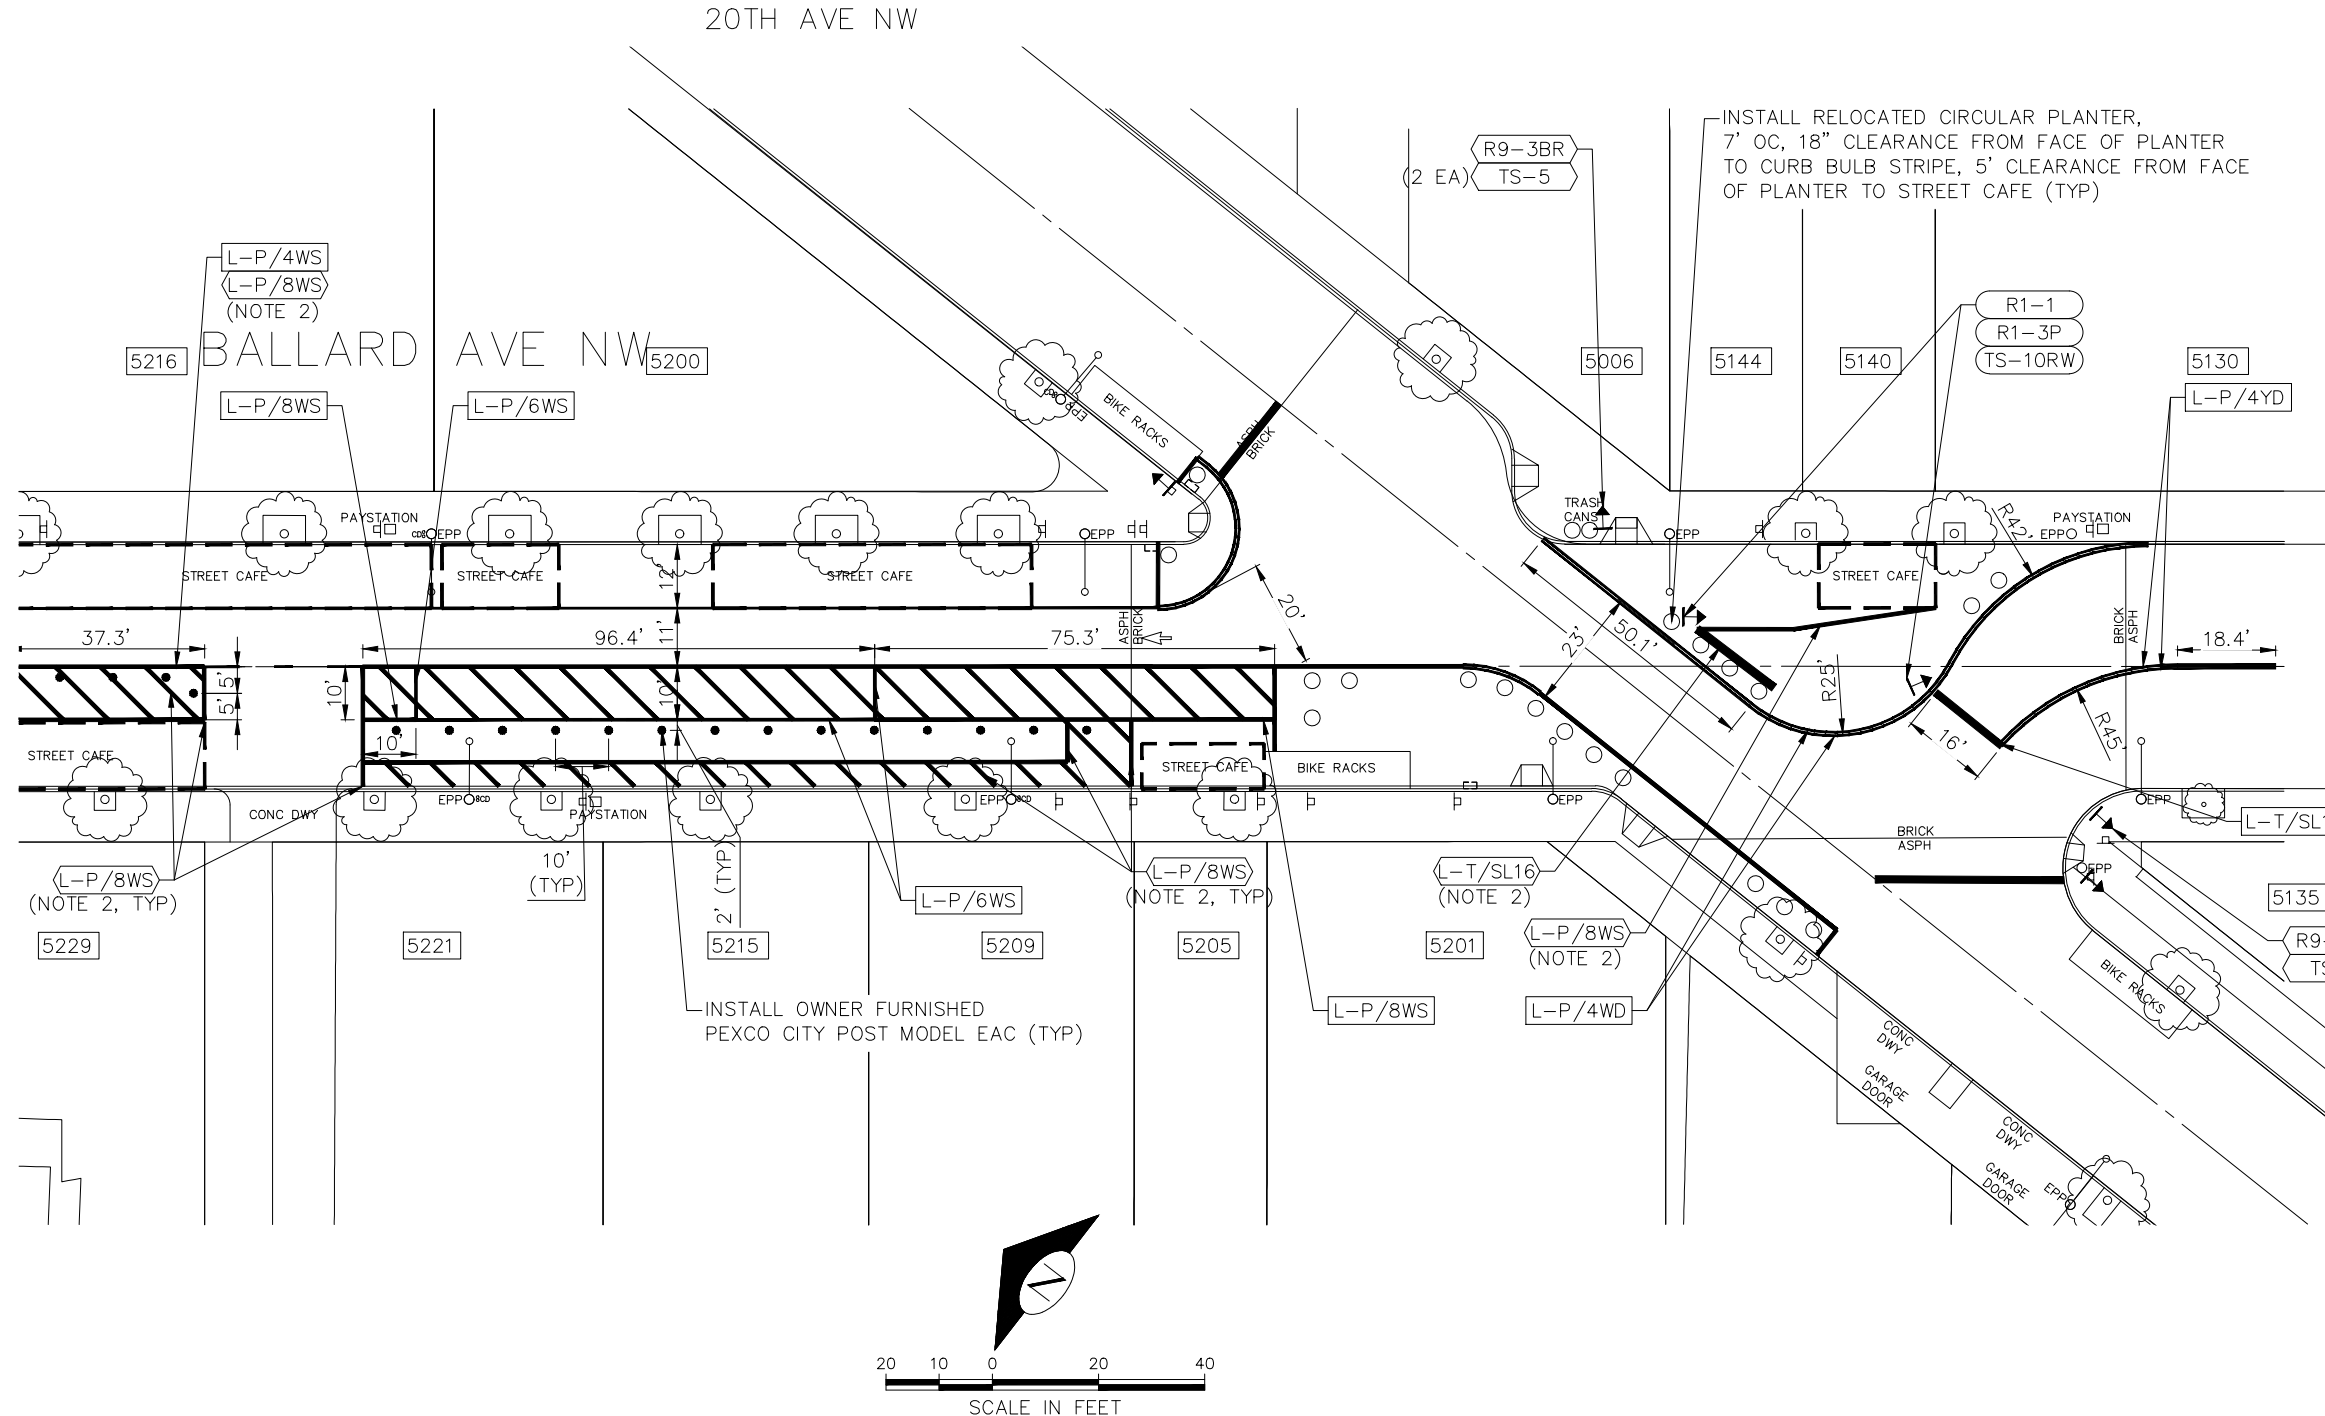 20TH AVE NW
INSTALL RELOCATED CIRCULAR PLANTER,
7' OC, 18" CLEARANCE FROM FACE OF PLANTER
TO CURB BULB STRIPE, 5' CLEARANCE FROM FACE
OF PLANTER TO STREET CAFE (TYP)
R9-3BR
(2 EA) TS-5
L-P/4WS
L-P/8WS
(NOTE 2)
R1-1
R1-3P
TS-10RW
BALLARD AVE NW
5216
5200
5006
5144
5140
5130
L-P/8WS
L-P/6WS
L-P/4YD
EPP
BIKE RACKS
ASPH
BRICK
TRASH
CANS
PAYSTATION
EPP
EPP
EPP
R42'
PAYSTATION
EPP
STREET CAFE
STREET CAFE
STREET CAFE
STREET CAFE
12'
20'
37.3'
96.4'
11'
75.3'
ASPH
BRICK
23'
50.1'
BRICK
ASPH
18.4'
5'
5'
10'
10'
R25'
10'
16'
R45'
STREET CAFE
STREET CAFE
BIKE RACKS
CONC DWY
EPP
PAYSTATION
EPP
EPP
EPP
L-T/SL1
BRICK
ASPH
10'
(TYP)
2' (TYP)
L-P/8WS
(NOTE 2, TYP)
L-P/6WS
L-P/8WS
(NOTE 2, TYP)
L-T/SL16
(NOTE 2)
EPP
5135
5229
5221
5215
5209
5205
5201
L-P/8WS
(NOTE 2)
R9-
TS
BIKE RACKS
INSTALL OWNER FURNISHED
PEXCO CITY POST MODEL EAC (TYP)
L-P/8WS
L-P/4WD
CONC
DWY
GARAGE
DOOR
CONC
DWY
GARAGE
DOOR
EPP
N
20 10 0 20 40
SCALE IN FEET